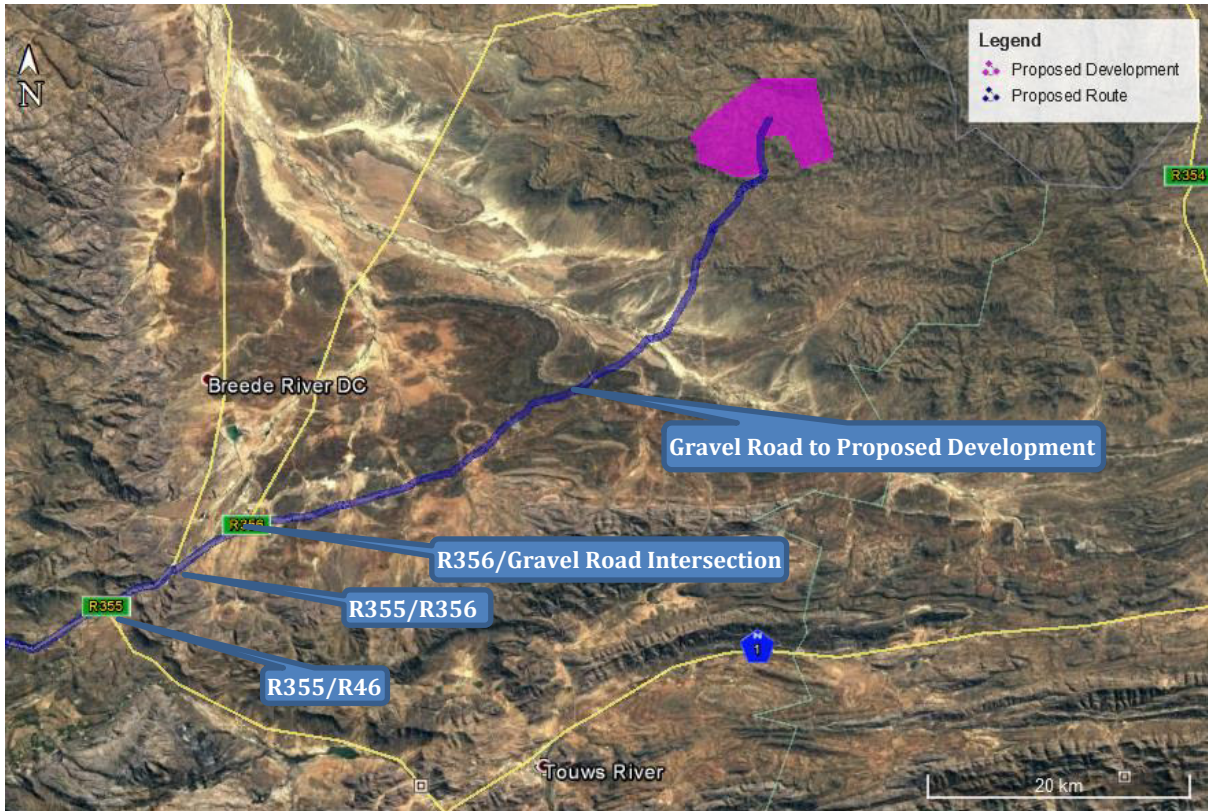 Legend
Proposed Development
Proposed Route
N
R354
Breede River DC
Gravel Road to Proposed Development
R356
R356/Gravel Road Intersection
R355/R356
R355
N
1
R355/R46
Touws River
20 km